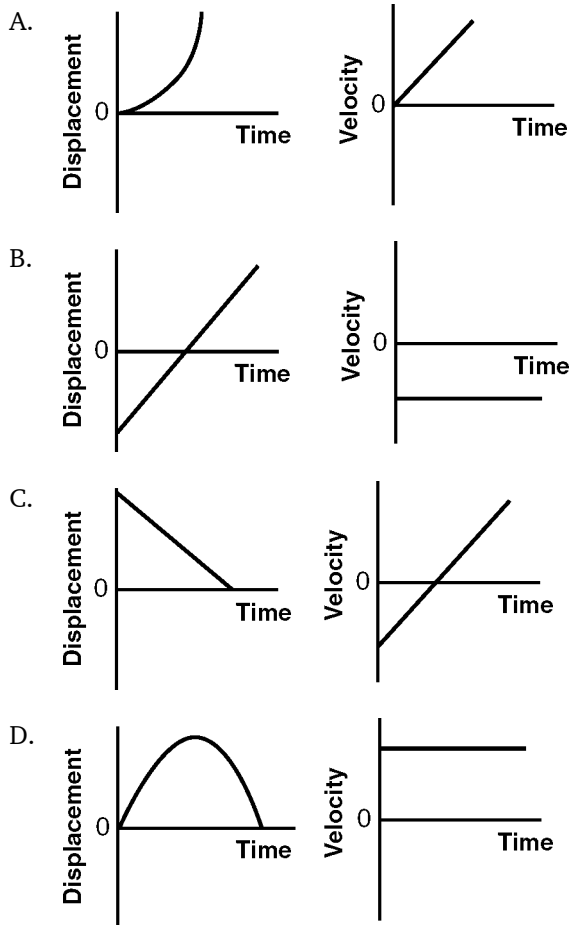 A.
Displacement
0
Time
Velocity
0
Time
B.
Displacement
0
Time
Velocity
0
Time
C.
Displacement
0
Time
Velocity
0
Time
D.
Displacement
0
Time
Velocity
0
Time